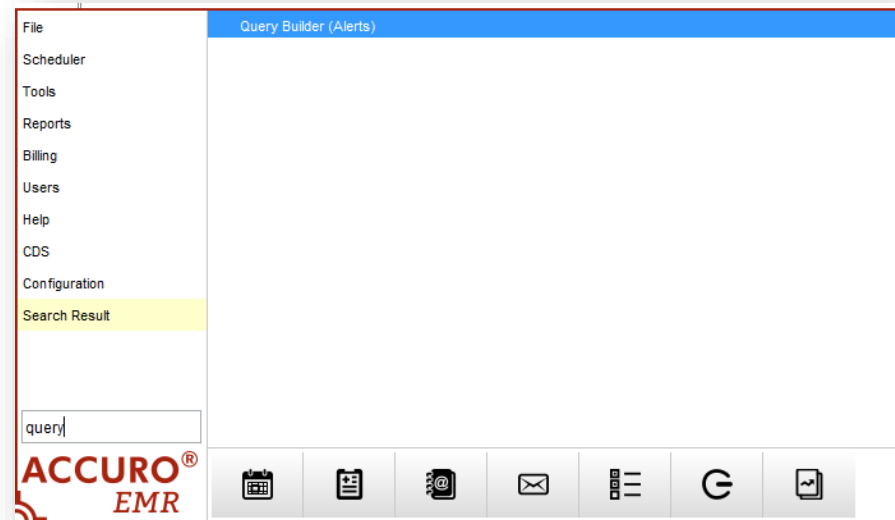 File
Query Builder (Alerts)
Scheduler
Tools
Reports
Billing
Users
Help
CDS
Configuration
Search Result
query
ACCURO®
EMR